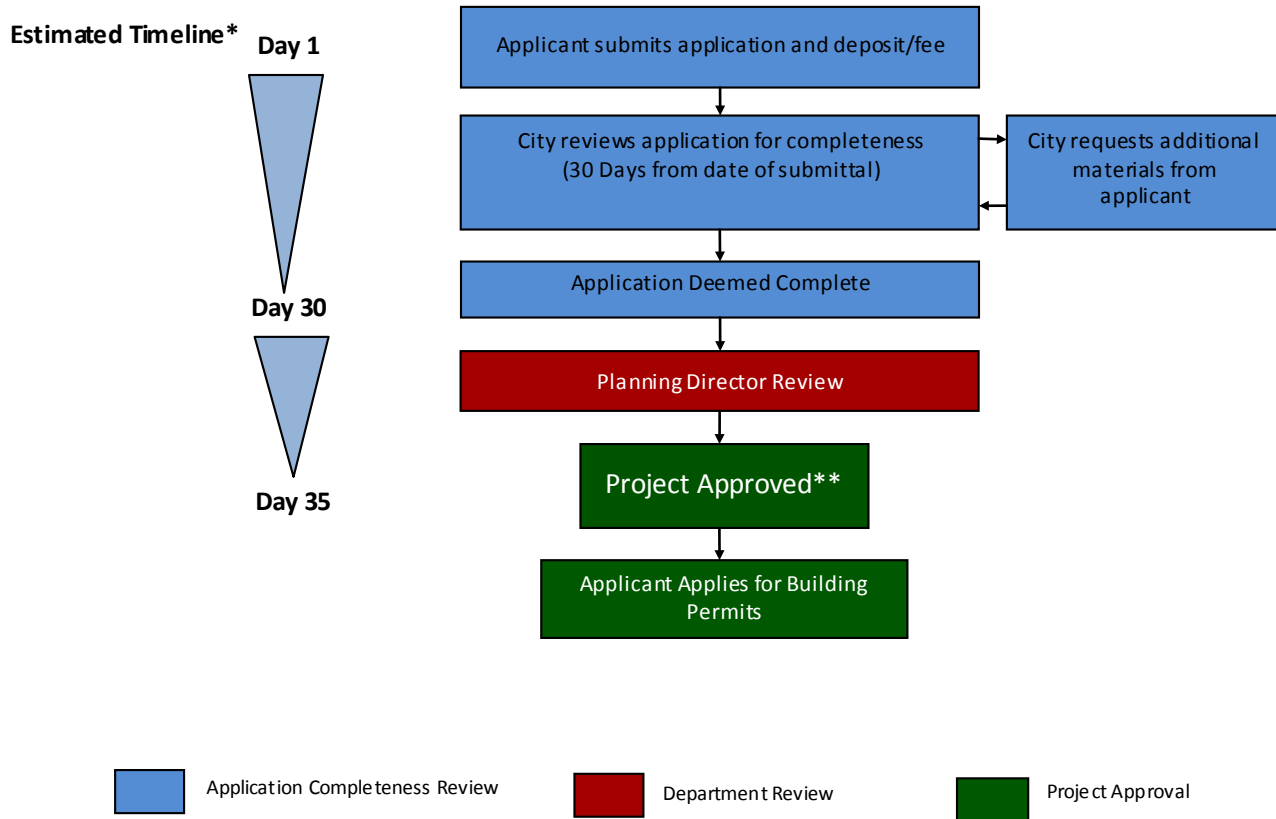 Estimated Timeline*
Day 1
Applicant submits application and deposit/fee
City reviews application for completeness
(30 Days from date of submittal)
City requests additional
materials from
applicant
Application Deemed Complete
Day 30
Planning Director Review
Project Approved**
Day 35
Applicant Applies for Building
Permits
Application Completeness Review
Department Review
Project Approval